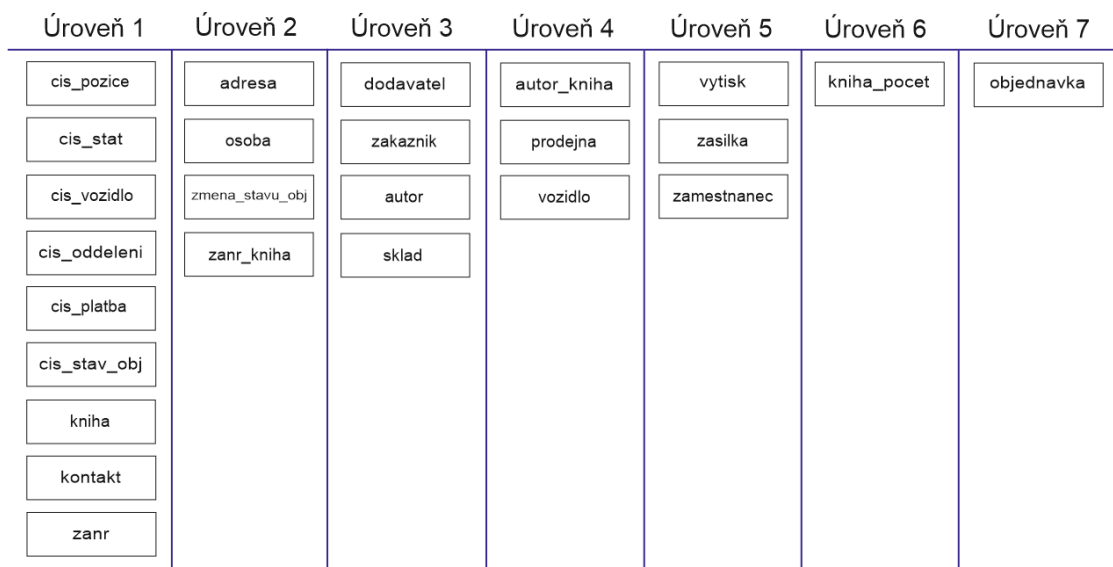 Úroveň 1
Úroveň 2
Úroveň 3
Úroveň 4
Úroveň 5
Úroveň 6
Úroveň 7
cis_pozice
adresa
dodavatel
autor_kniha
vytisk
kniha_pocet
objednavka
cis_stat
osoba
zakaznik
prodejna
zasilka
cis_vozidlo
zmena_stavu_obj
autor
vozidlo
zamestnanec
cis_oddeleni
zanr_kniha
sklad
cis_platba
cis_stav_obj
kniha
kontakt
zanr